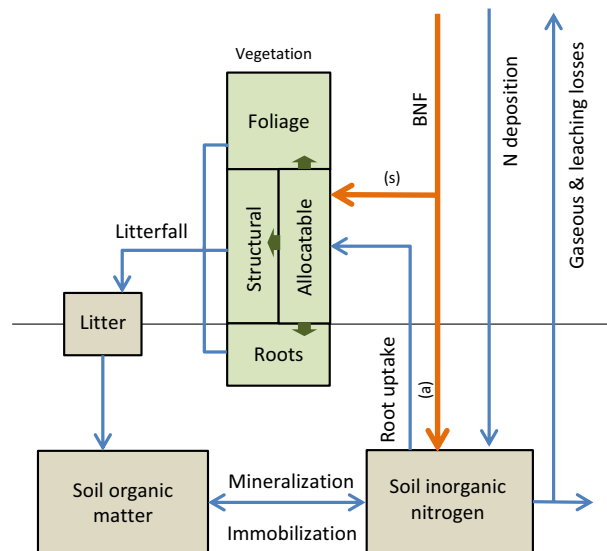 Vegetation
Foliage
BNF
N deposition
Gaseous & leaching losses
(s)
Litterfall
Structural
Allocatable
Litter
Roots
Root uptake
(a)
Soil organic
matter
Mineralization
Immobilization
Soil inorganic
nitrogen